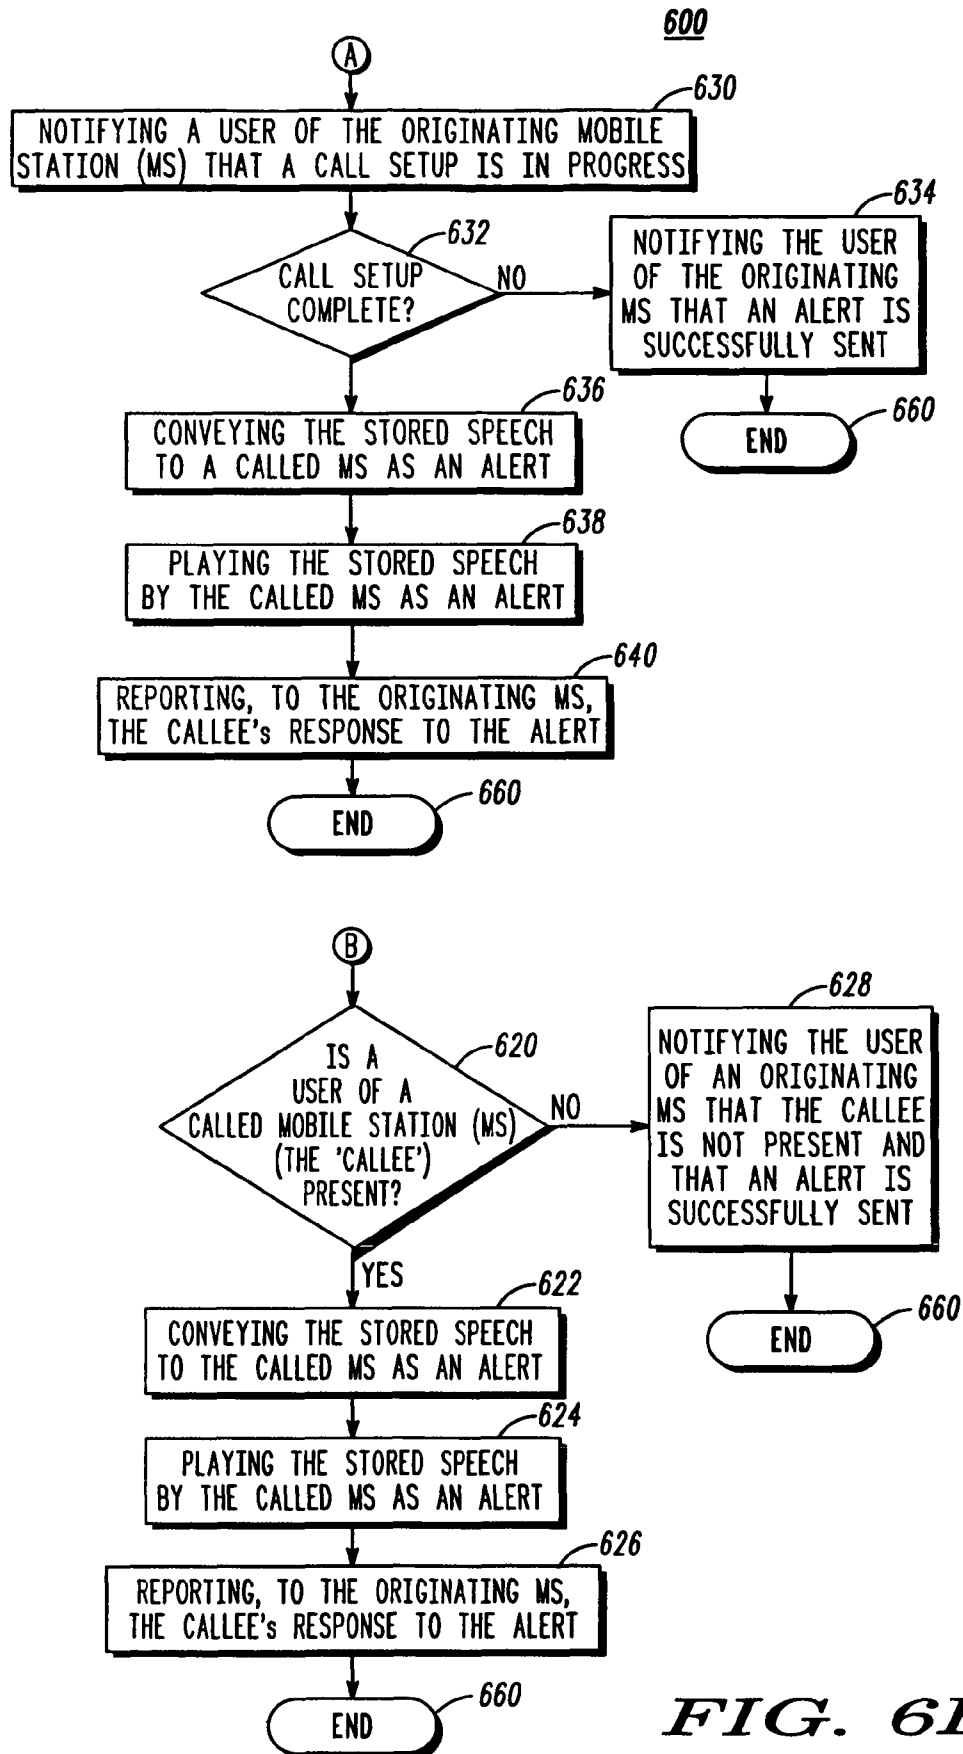 600
A
630
NOTIFYING A USER OF THE ORIGINATING MOBILE
STATION (MS) THAT A CALL SETUP IS IN PROGRESS
632
CALL SETUP
COMPLETE?
NO
634
NOTIFYING THE USER
OF THE ORIGINATING
MS THAT AN ALERT IS
SUCCESSFULLY SENT
660
END
636
CONVEYING THE STORED SPEECH
TO A CALLED MS AS AN ALERT
638
PLAYING THE STORED SPEECH
BY THE CALLED MS AS AN ALERT
640
REPORTING, TO THE ORIGINATING MS,
THE CALLEE's RESPONSE TO THE ALERT
660
END
B
620
IS A
USER OF A
CALLED MOBILE STATION (MS)
(THE 'CALLEE')
PRESENT?
NO
628
NOTIFYING THE USER
OF AN ORIGINATING
MS THAT THE CALLEE
IS NOT PRESENT AND
THAT AN ALERT IS
SUCCESSFULLY SENT
660
END
YES
622
CONVEYING THE STORED SPEECH
TO THE CALLED MS AS AN ALERT
624
PLAYING THE STORED SPEECH
BY THE CALLED MS AS AN ALERT
626
REPORTING, TO THE ORIGINATING MS,
THE CALLEE's RESPONSE TO THE ALERT
660
END
FIG.